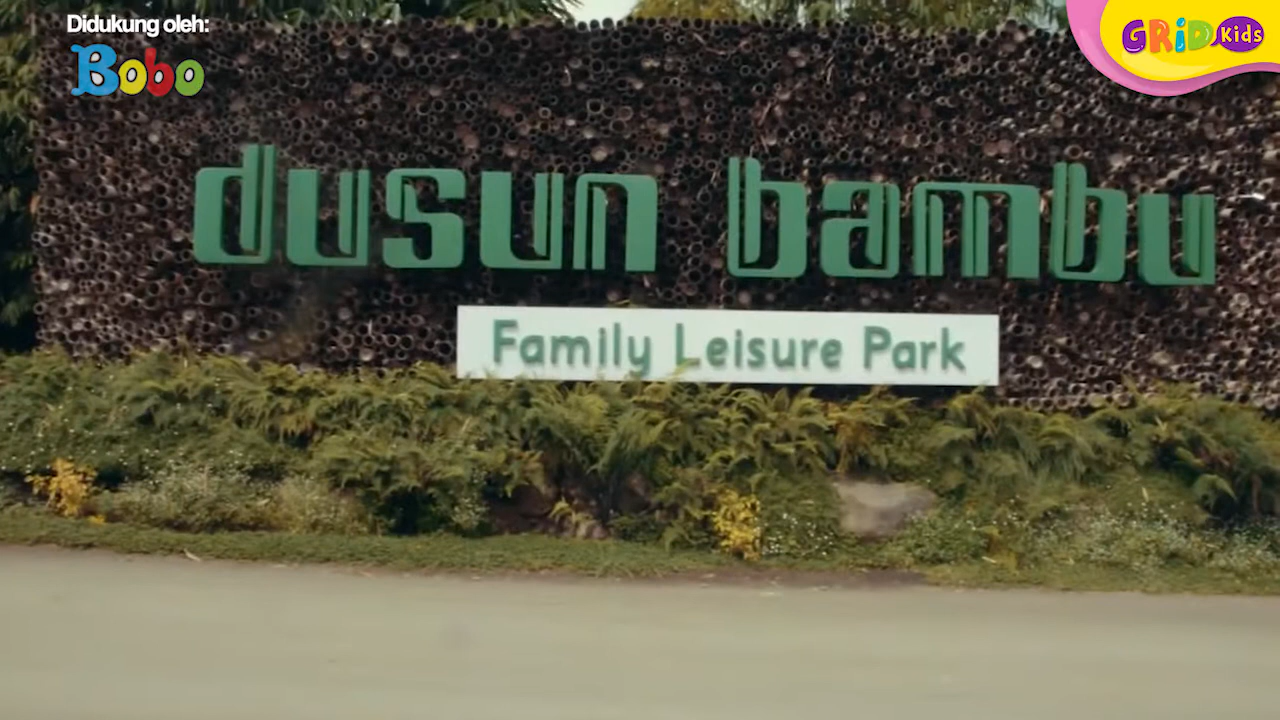 Didukung oleh:
Bobo
GRiD Kids
dusun bambu
Family Leisure Park